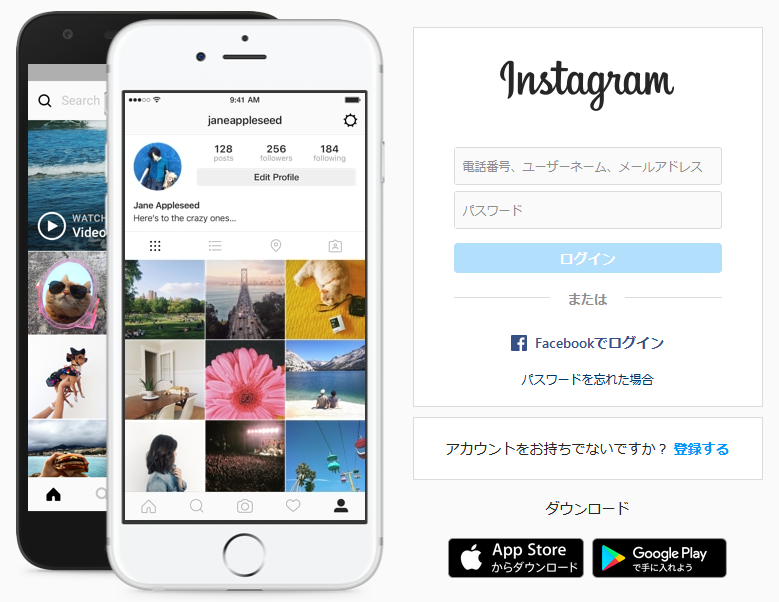 Search
WATCH
Video
9:41 AM
janeappleseed
128
posts
256
followers
184
following
Edit Profile
Jane Appleseed
Here's to the crazy ones...
Instagram
電話番号、ユーザーネーム、メールアドレス
パスワード
ログイン
または
Facebookでログイン
パスワードを忘れた場合
アカウントをお持ちでないですか？ 登録する
ダウンロード
App Store
からダウンロード
Google Play
で手に入れよう